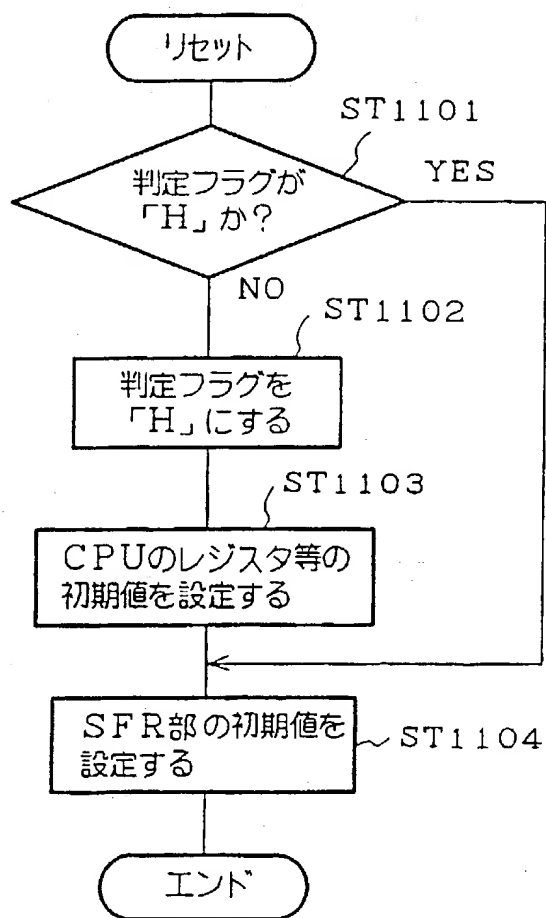 リセット
ST1101
判定フラグが
「H」か?
YES
NO
ST1102
判定フラグを
「H」にする
ST1103
CPUのレジスタ等の
初期値を設定する
SFR部の初期値を
設定する
ST1104
エンド